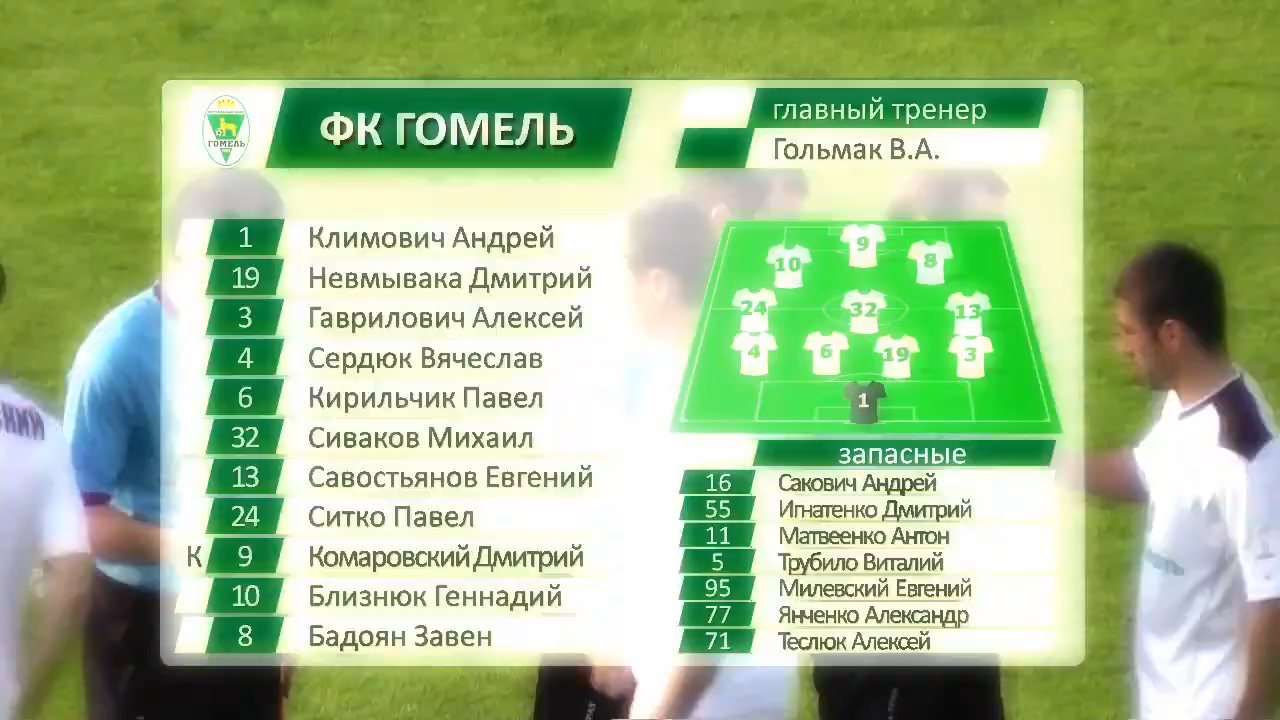 ГОМЕЛЬ
ФК ГОМЕЛЬ
главный тренер
Гольмак В.А.
1 Климович Андрей
19 Невмывака Дмитрий
3 Гаврилович Алексей
4 Сердюк Вячеслав
6 Кирильчик Павел
32 Сиваков Михаил
13 Савостьянов Евгений
24 Ситко Павел
К 9 Комаровский Дмитрий
10 Близнюк Геннадий
8 Бадоян Завен
9
10 8
24 32 13
4 6 19 3
1
запасные
16 Сакович Андрей
55 Игнатенко Дмитрий
11 Матвеенко Антон
5 Трубило Виталий
95 Милевский Евгений
77 Янченко Александр
71 Теслюк Алексей